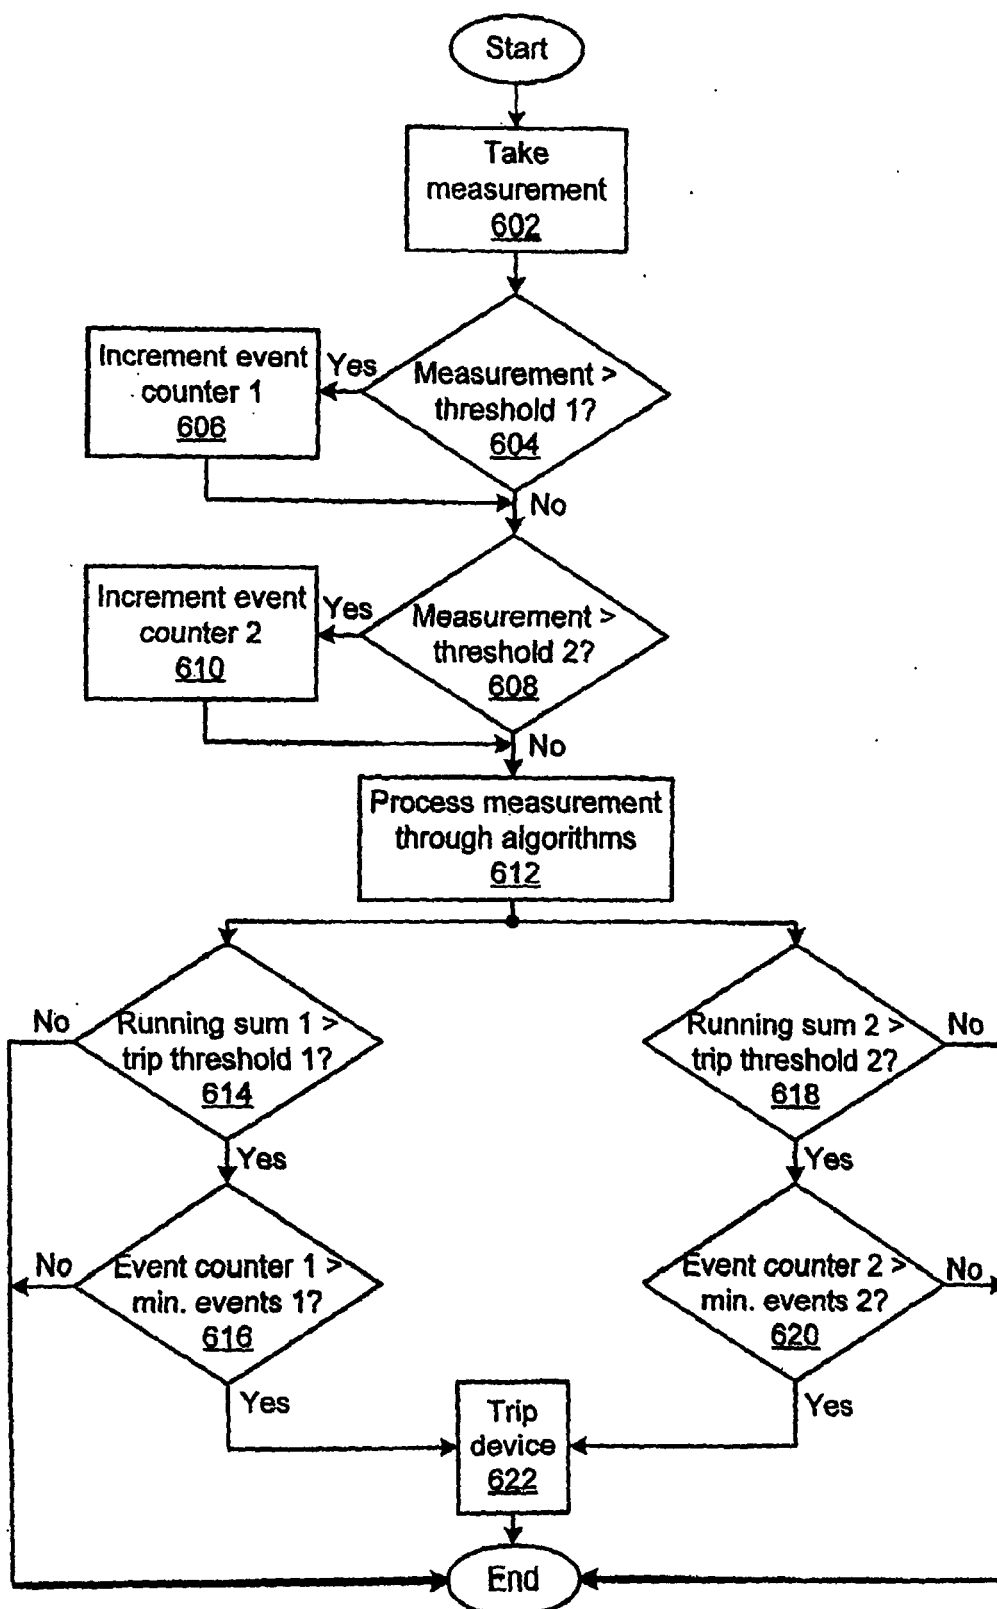 Start
Take
measurement
602
Measurement >
threshold 1?
604
Yes
Increment event
counter 1
606
No
Measurement >
threshold 2?
608
Yes
Increment event
counter 2
610
No
Process measurement
through algorithms
612
Running sum 1 >
trip threshold 1?
614
No
Yes
Running sum 2 >
trip threshold 2?
618
No
Yes
Event counter 1 >
min. events 1?
616
No
Yes
Event counter 2 >
min. events 2?
620
No
Yes
Trip
device
622
End